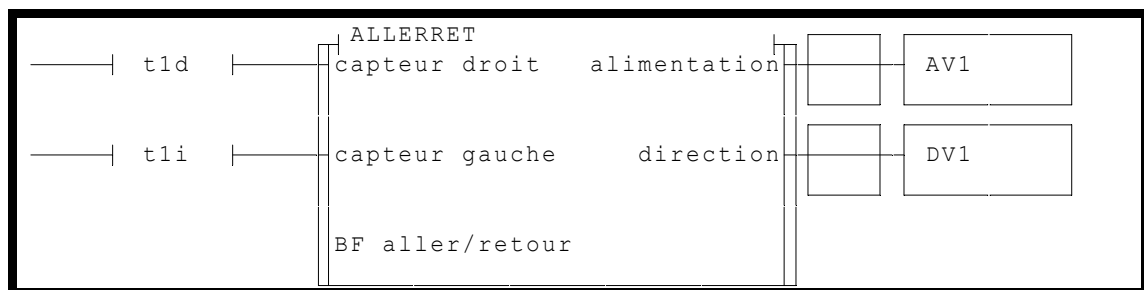 ALLERRET
t1d capteur droit alimentation AV1
t1i capteur gauche direction DV1
BF aller/retour